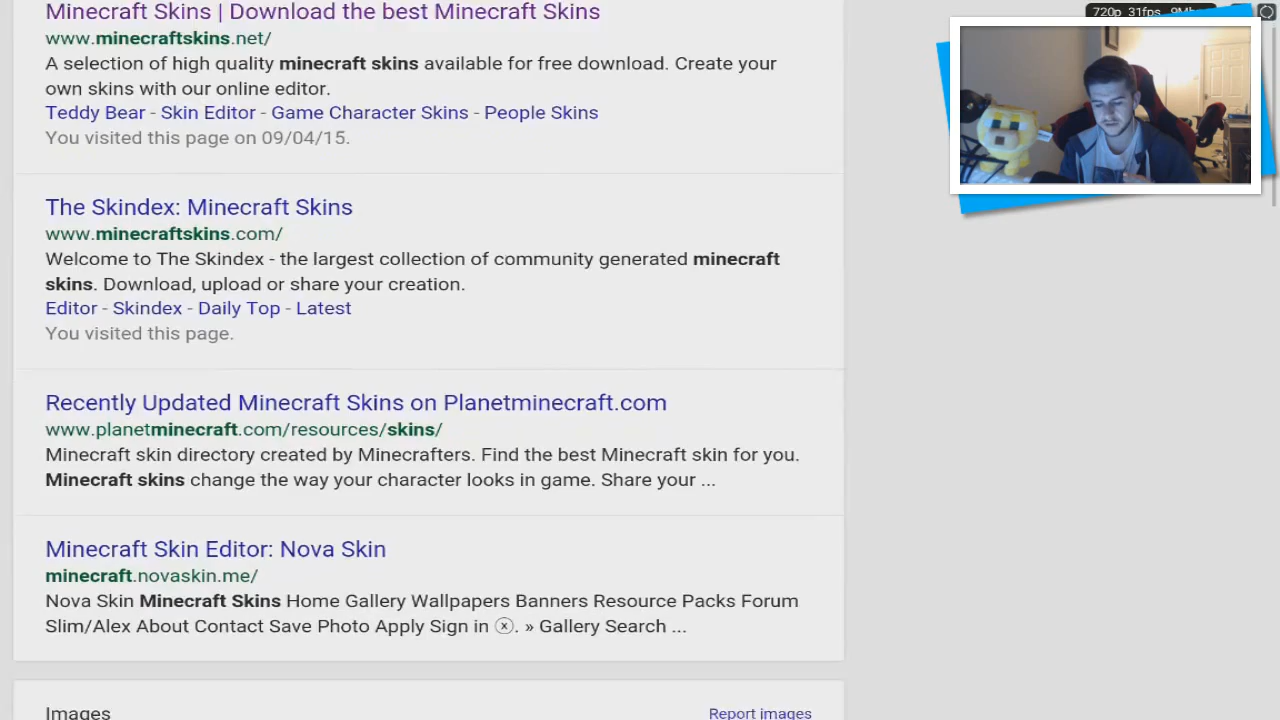 Minecraft Skins | Download the best Minecraft Skins
www.minecraftskins.net/
A selection of high quality minecraft skins available for free download. Create your
own skins with our online editor.
Teddy Bear - Skin Editor - Game Character Skins - People Skins
You visited this page on 09/04/15.
The Skindex: Minecraft Skins
www.minecraftskins.com/
Welcome to The Skindex - the largest collection of community generated minecraft
skins. Download, upload or share your creation.
Editor - Skindex - Daily Top - Latest
You visited this page.
Recently Updated Minecraft Skins on Planetminecraft.com
www.planetminecraft.com/resources/skins/
Minecraft skin directory created by Minecrafters. Find the best Minecraft skin for you.
Minecraft skins change the way your character looks in game. Share your ...
Minecraft Skin Editor: Nova Skin
minecraft.novaskin.me/
Nova Skin Minecraft Skins Home Gallery Wallpapers Banners Resource Packs Forum
Slim/Alex About Contact Save Photo Apply Sign in ⓧ. » Gallery Search ...
Images
Report images
720p 31fps